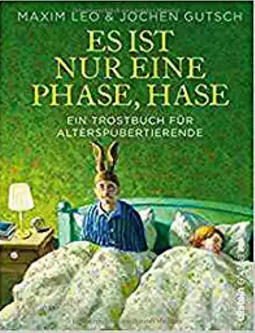 MAXIM LEO & JOCHEN GUTSCH
ES IST
NUR EINE
PHASE, HASE
EIN TROSTBUCH FÜR
ALTERSPUBERTIERENDE